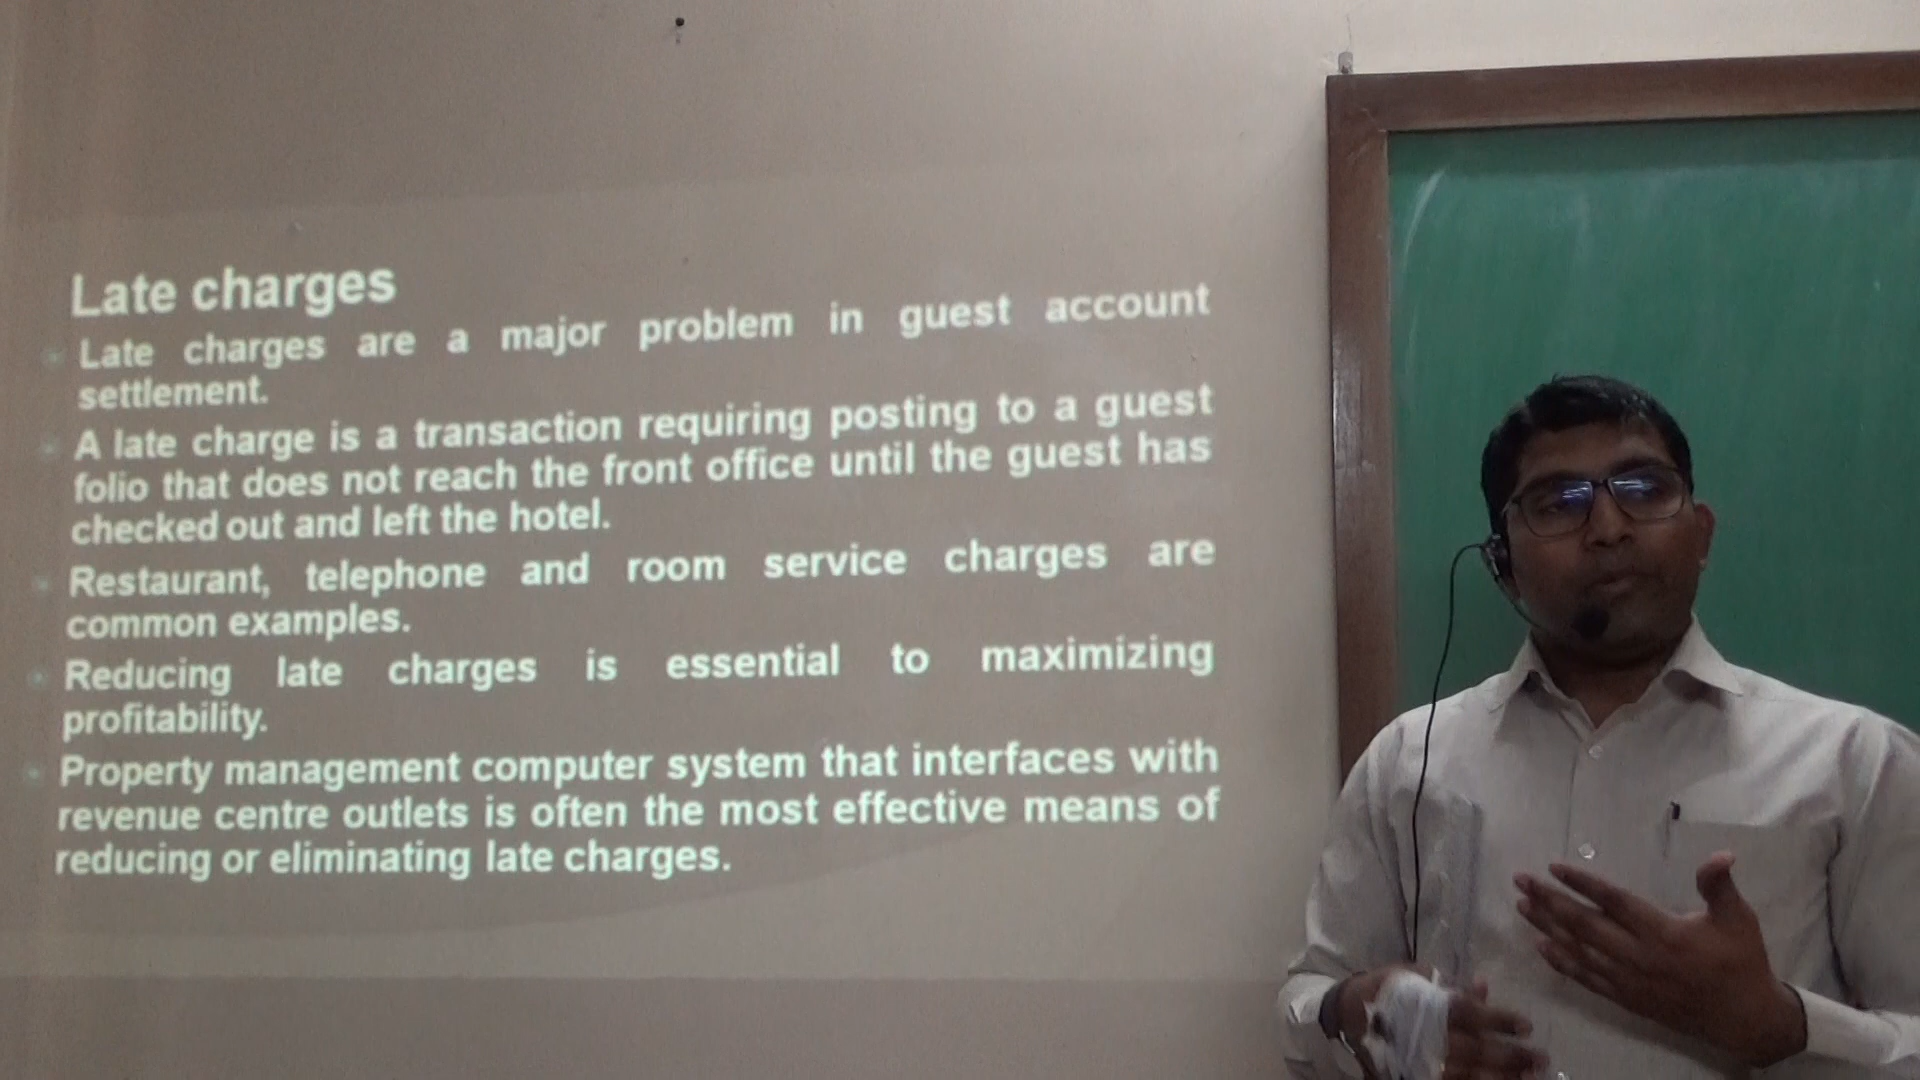 Late charges
Late charges are a major problem in guest account
settlement.
A late charge is a transaction requiring posting to a guest
folio that does not reach the front office until the guest has
checked out and left the hotel.
Restaurant, telephone and room service charges are
common examples.
Reducing late charges is essential to maximizing
profitability.
Property management computer system that interfaces with
revenue centre outlets is often the most effective means of
reducing or eliminating late charges.